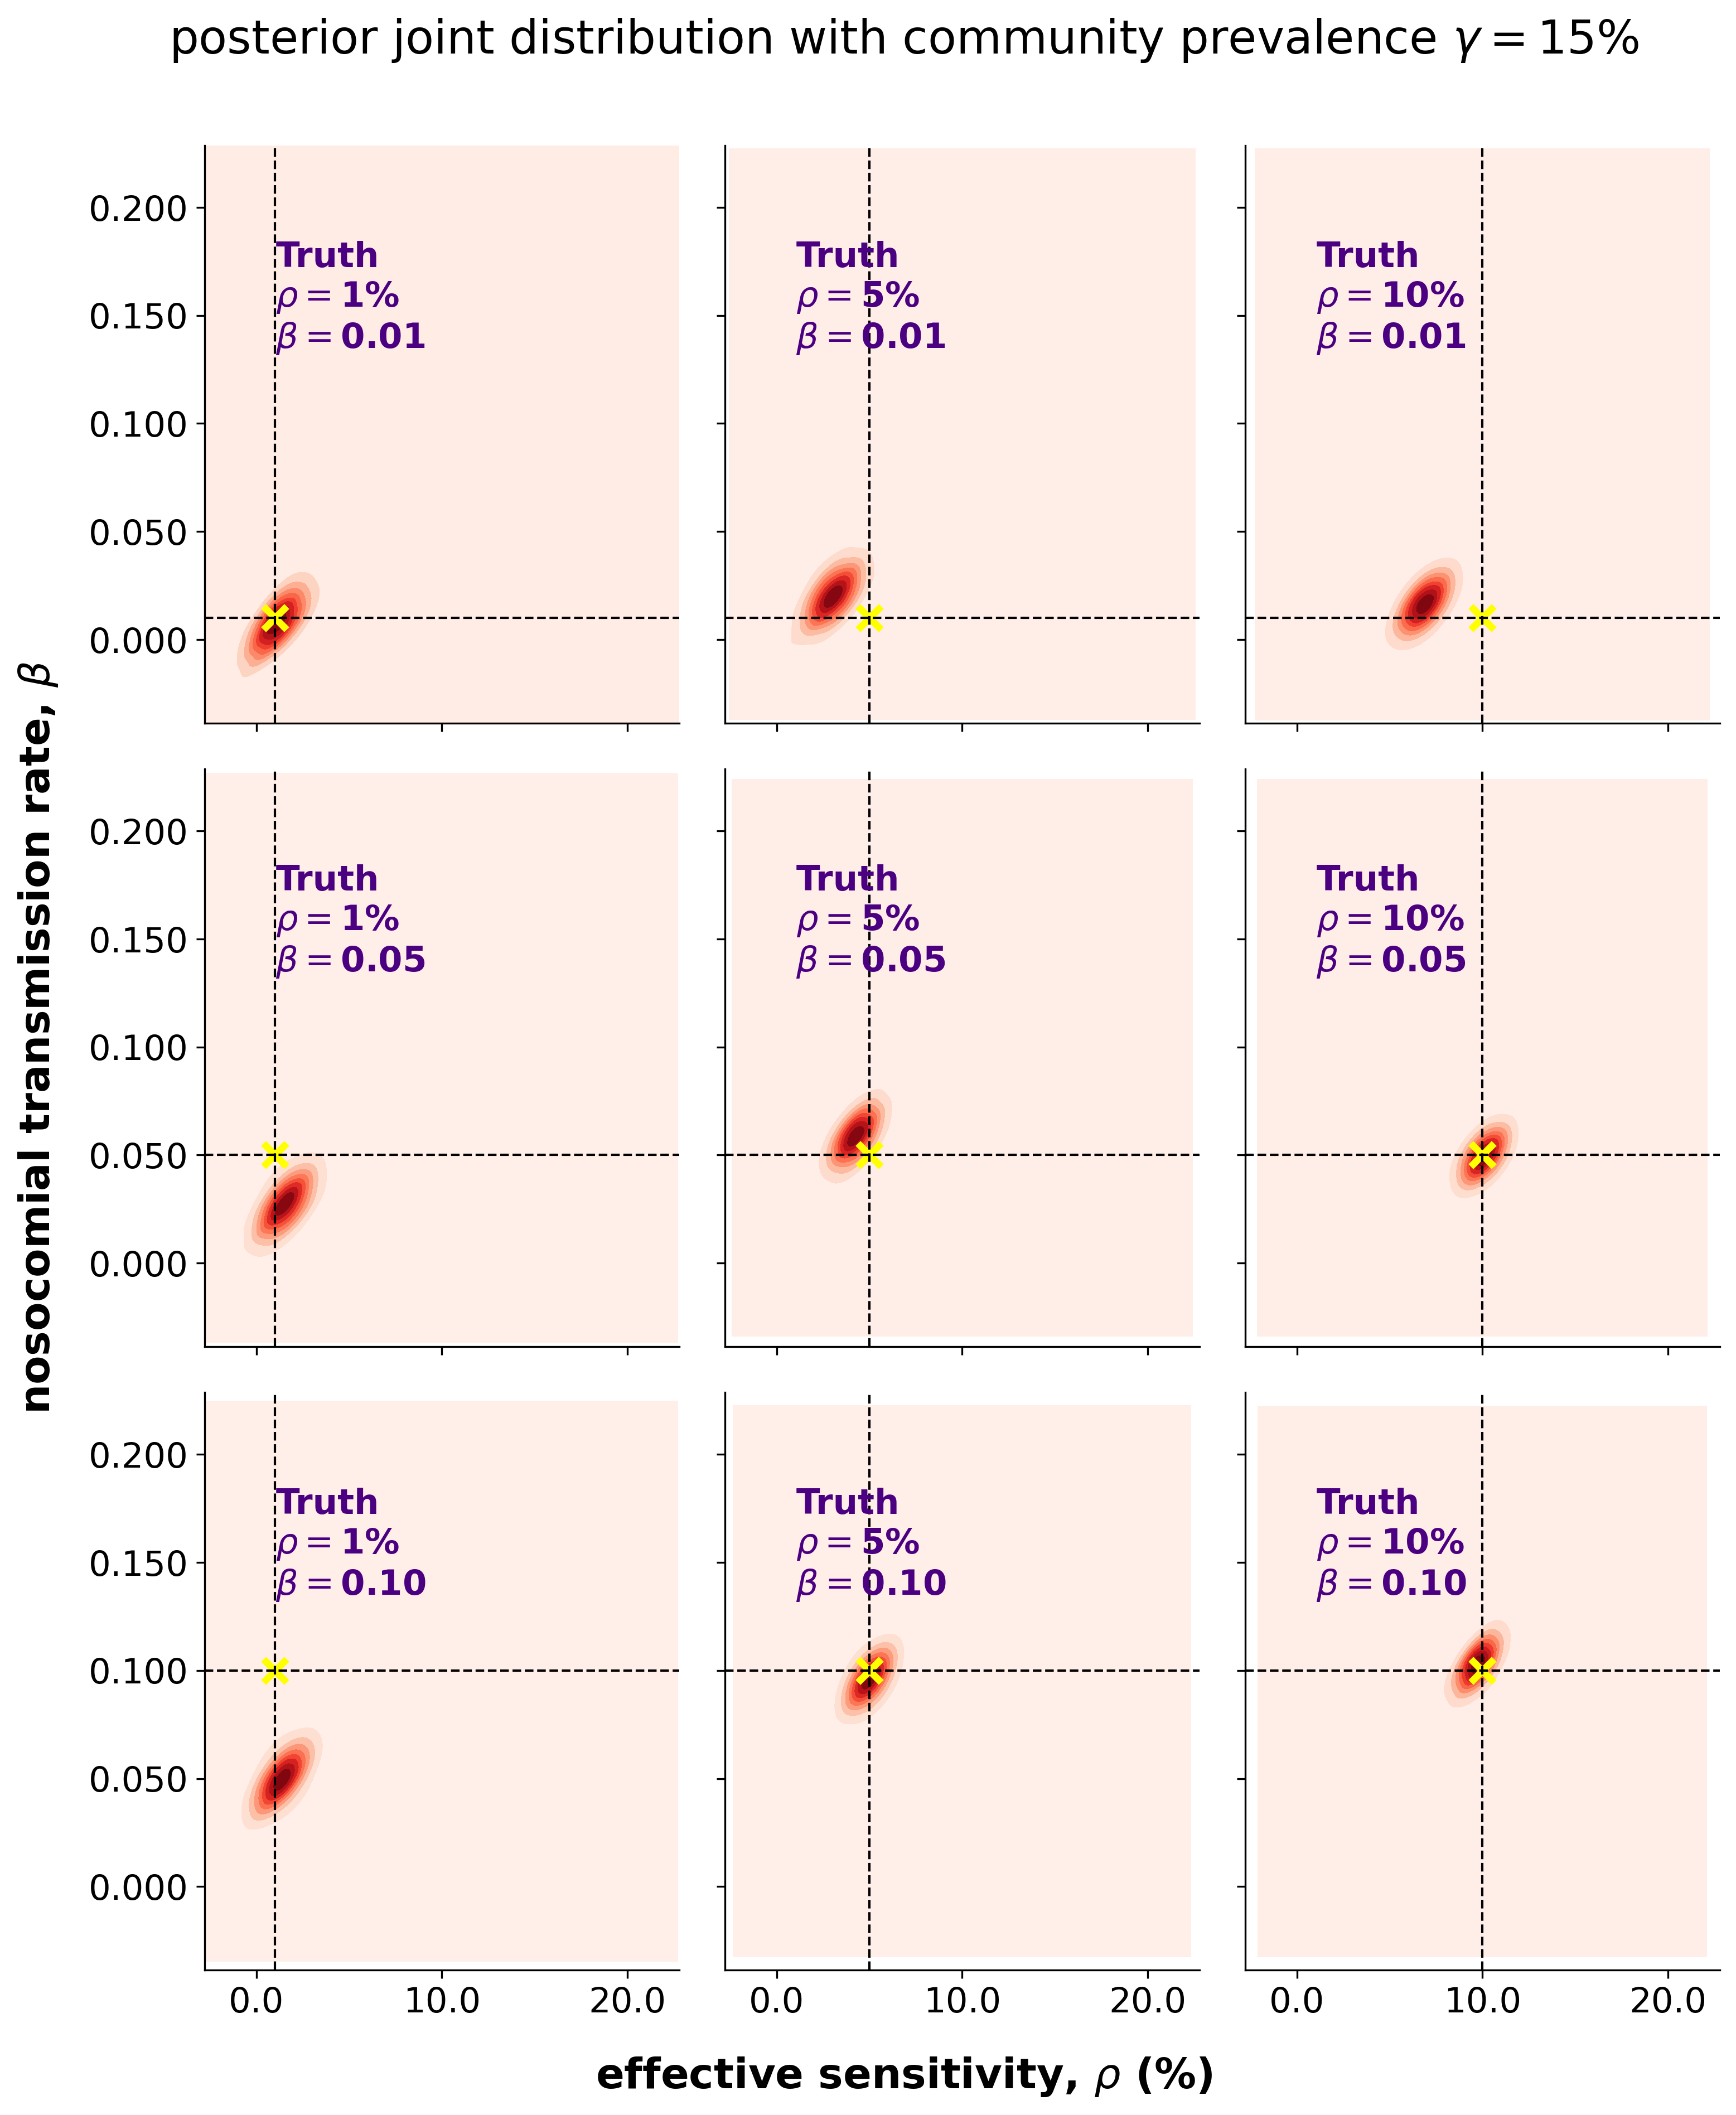 posterior joint distribution with community prevalence γ = 15%
nosocomial transmission rate, β
0.200
0.150
0.100
0.050
0.000
Truth
ρ = 1%
β = 0.01
Truth
ρ = 5%
β = 0.01
Truth
ρ = 10%
β = 0.01
0.200
0.150
0.100
0.050
0.000
Truth
ρ = 1%
β = 0.05
Truth
ρ = 5%
β = 0.05
Truth
ρ = 10%
β = 0.05
0.200
0.150
0.100
0.050
0.000
Truth
ρ = 1%
β = 0.10
Truth
ρ = 5%
β = 0.10
Truth
ρ = 10%
β = 0.10
0.0 10.0 20.0
0.0 10.0 20.0
0.0 10.0 20.0
effective sensitivity, ρ (%)